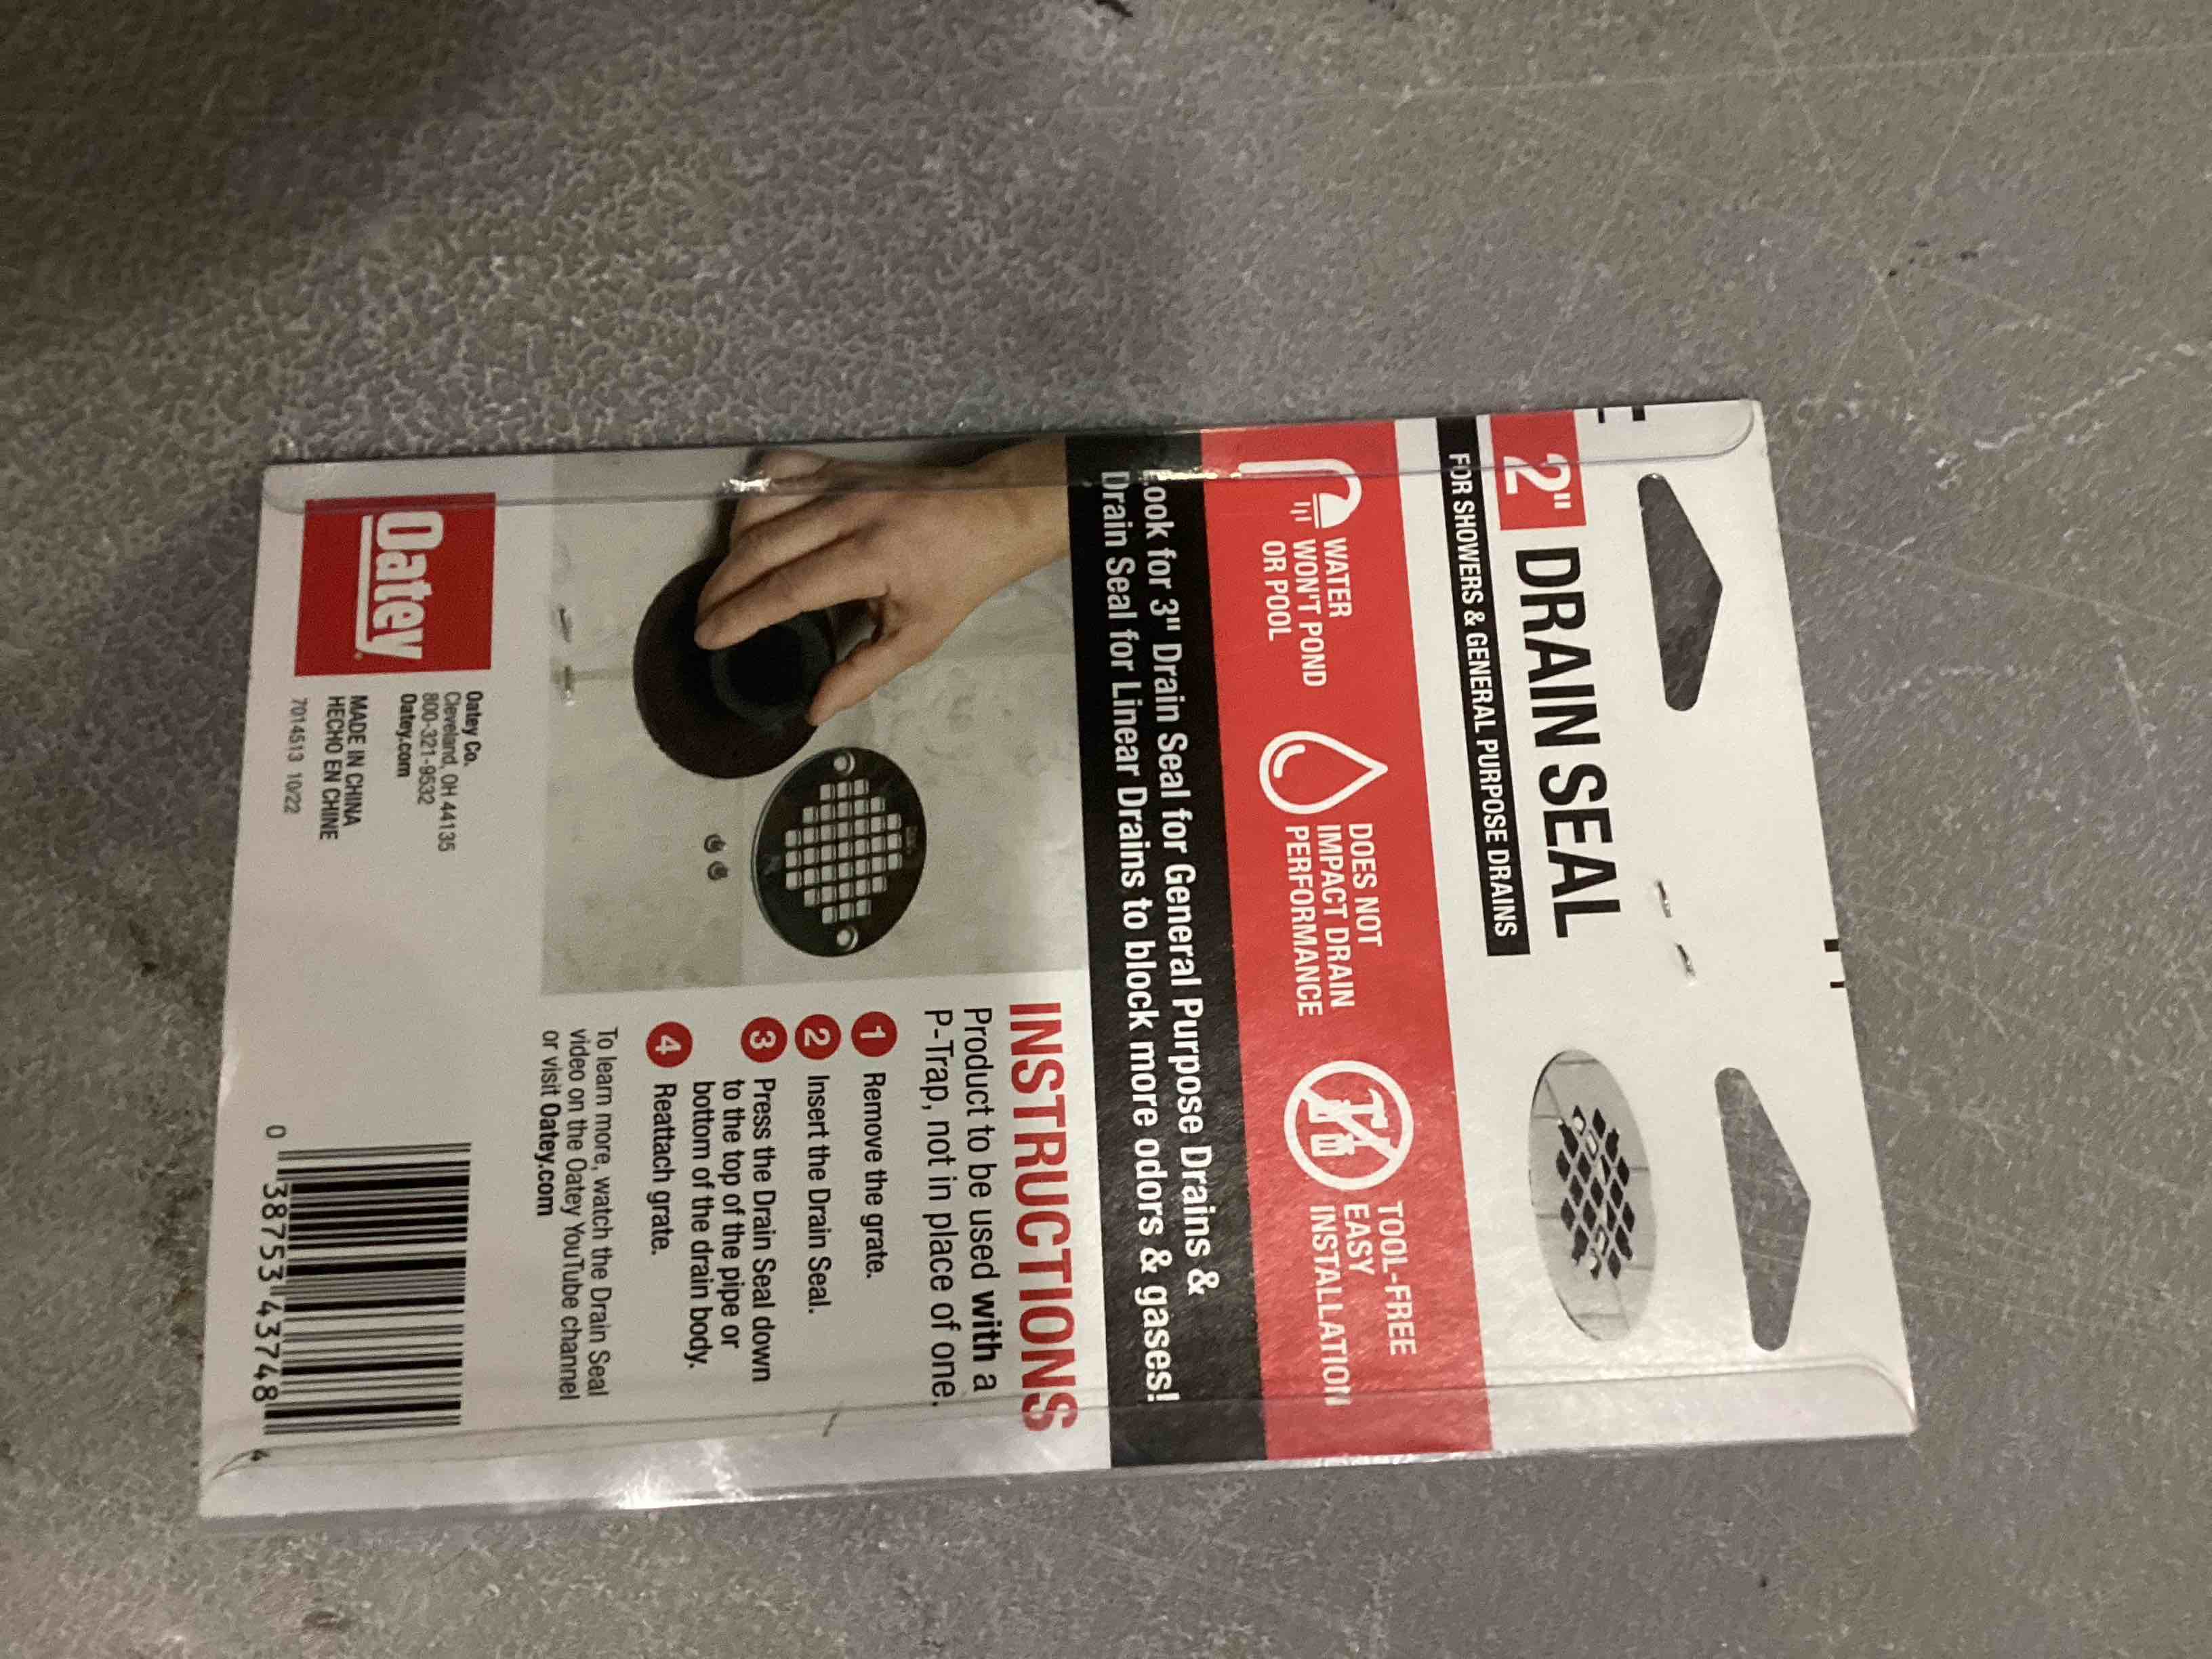 2" DRAIN SEAL
FOR SHOWERS & GENERAL PURPOSE DRAINS
WATER
WON'T POND
OR POOL
DOES NOT
IMPACT DRAIN
PERFORMANCE
TOOL-FREE
EASY
INSTALLATION
Look for 3" Drain Seal for General Purpose Drains &
Drain Seal for Linear Drains to block more odors & gases!
INSTRUCTIONS
Product to be used with a
P-Trap, not in place of one.
1 Remove the grate.
2 Insert the Drain Seal.
3 Press the Drain Seal down
to the top of the pipe or
bottom of the drain body.
4 Reattach grate.
To learn more, watch the Drain Seal
video on the Oatey YouTube channel
or visit Oatey.com
Oatey
Oatey Co.
Cleveland, OH 44135
800-321-9532
Oatey.com
MADE IN CHINA
HECHO EN CHINE
7014513 10/22
0 38753 43748 4